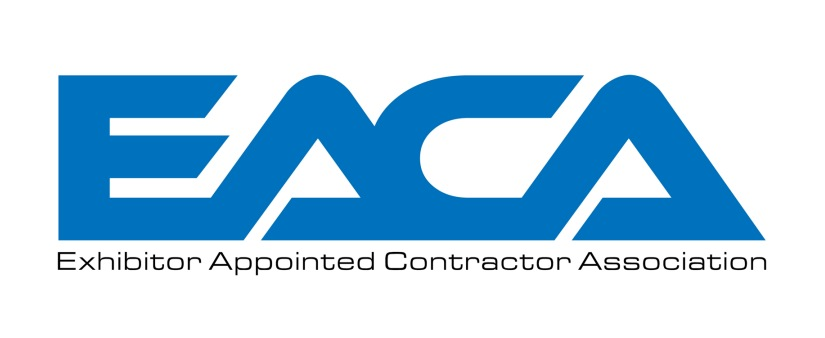 EACA
Exhibitor Appointed Contractor Association